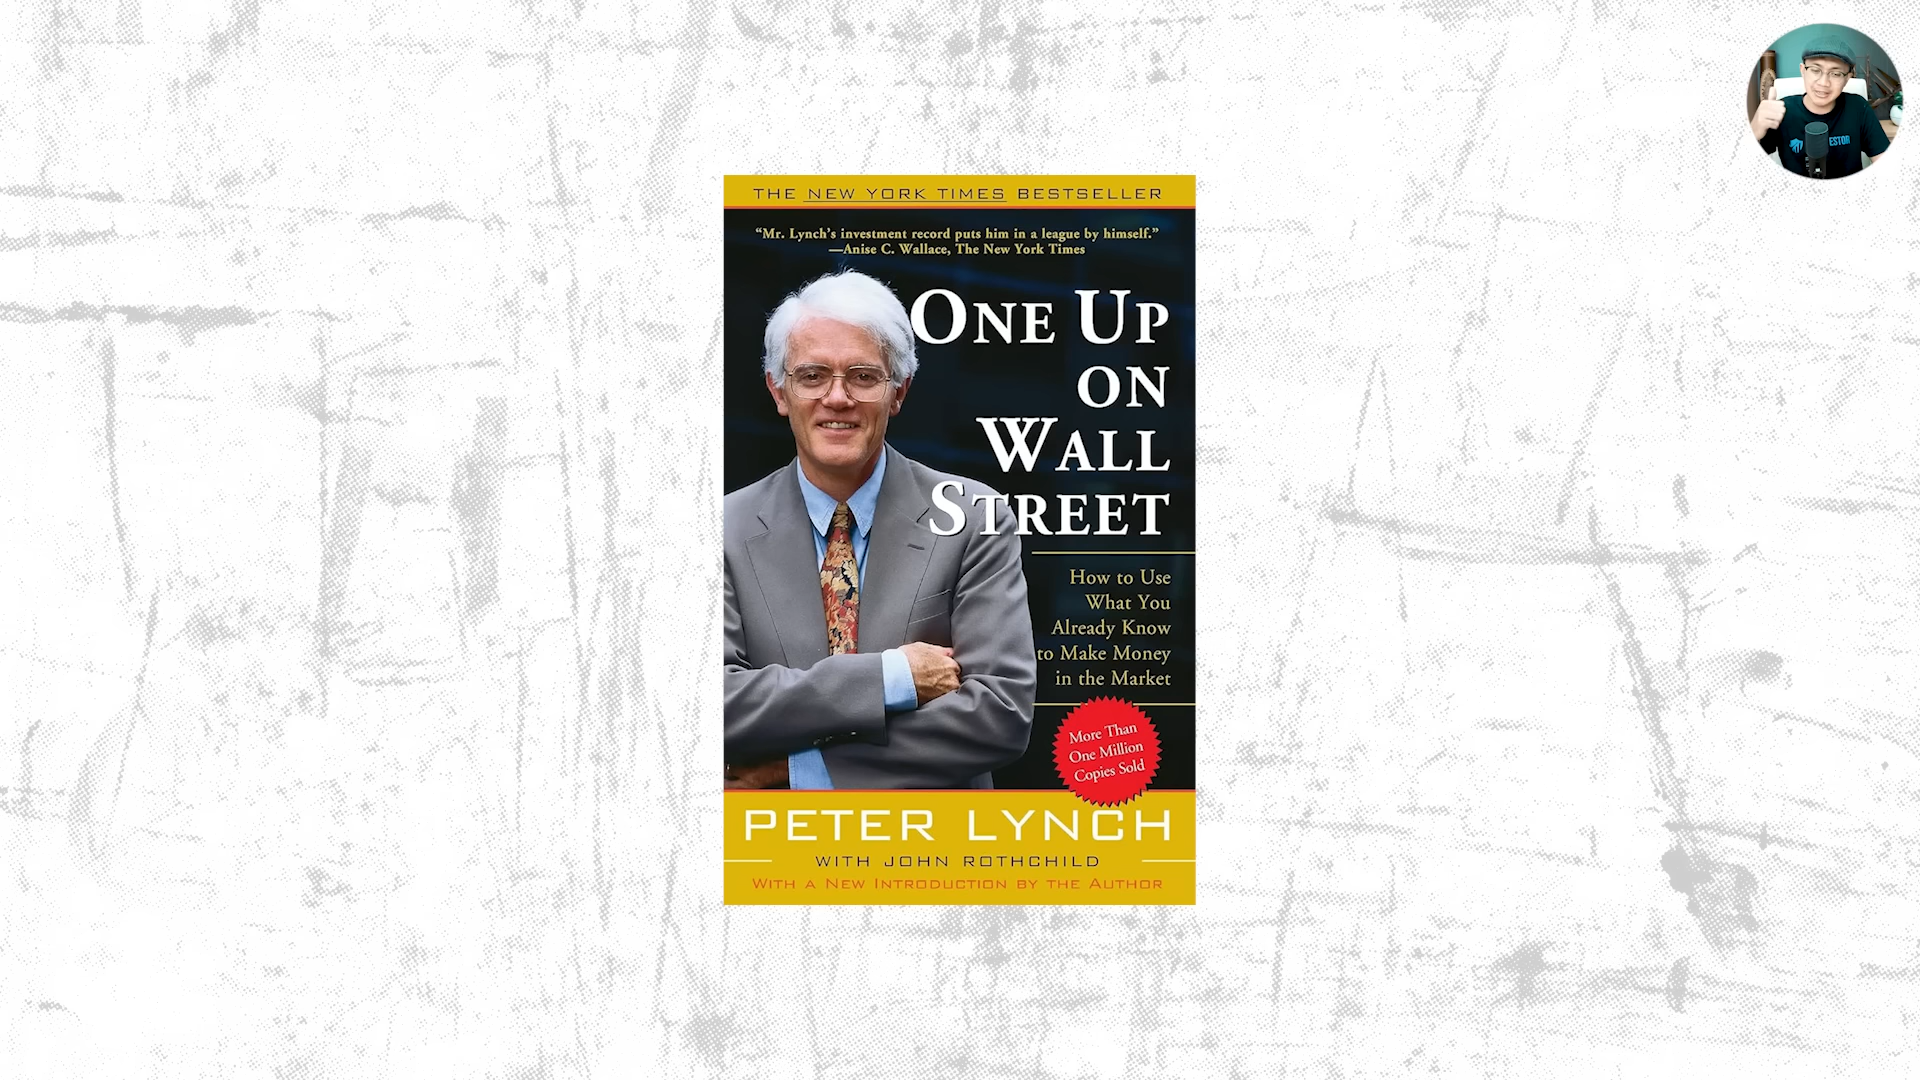 THE NEW YORK TIMES BESTSELLER
“Mr. Lynch’s investment record puts him in a league by himself.”
—Anise C. Wallace, The New York Times
ONE UP
ON
WALL
STREET
How to Use
What You
Already Know
to Make Money
in the Market
More Than
One Million
Copies Sold
PETER LYNCH
WITH JOHN ROTHCHILD
WITH A NEW INTRODUCTION BY THE AUTHOR